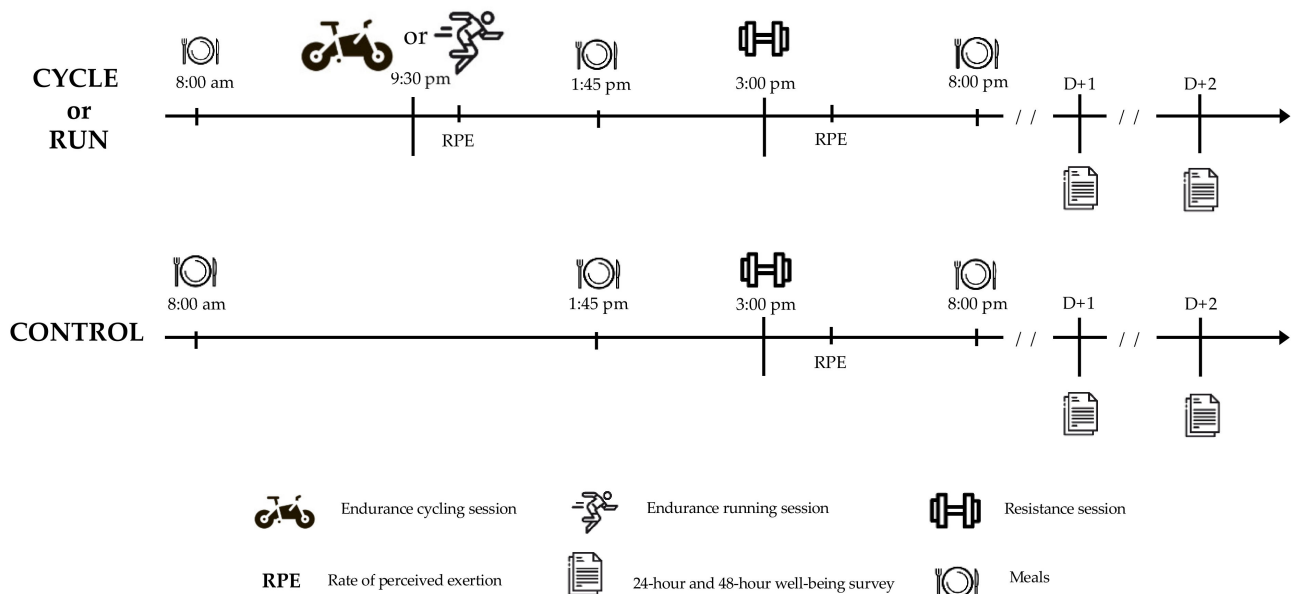 or
8:00 am
9:30 pm
1:45 pm
3:00 pm
8:00 pm
D+1
D+2
CYCLE
or
RUN
RPE
RPE
/ /
/ /
8:00 am
1:45 pm
3:00 pm
8:00 pm
D+1
D+2
CONTROL
RPE
/ /
/ /
Endurance cycling session
Endurance running session
Resistance session
RPE Rate of perceived exertion
24-hour and 48-hour well-being survey
Meals